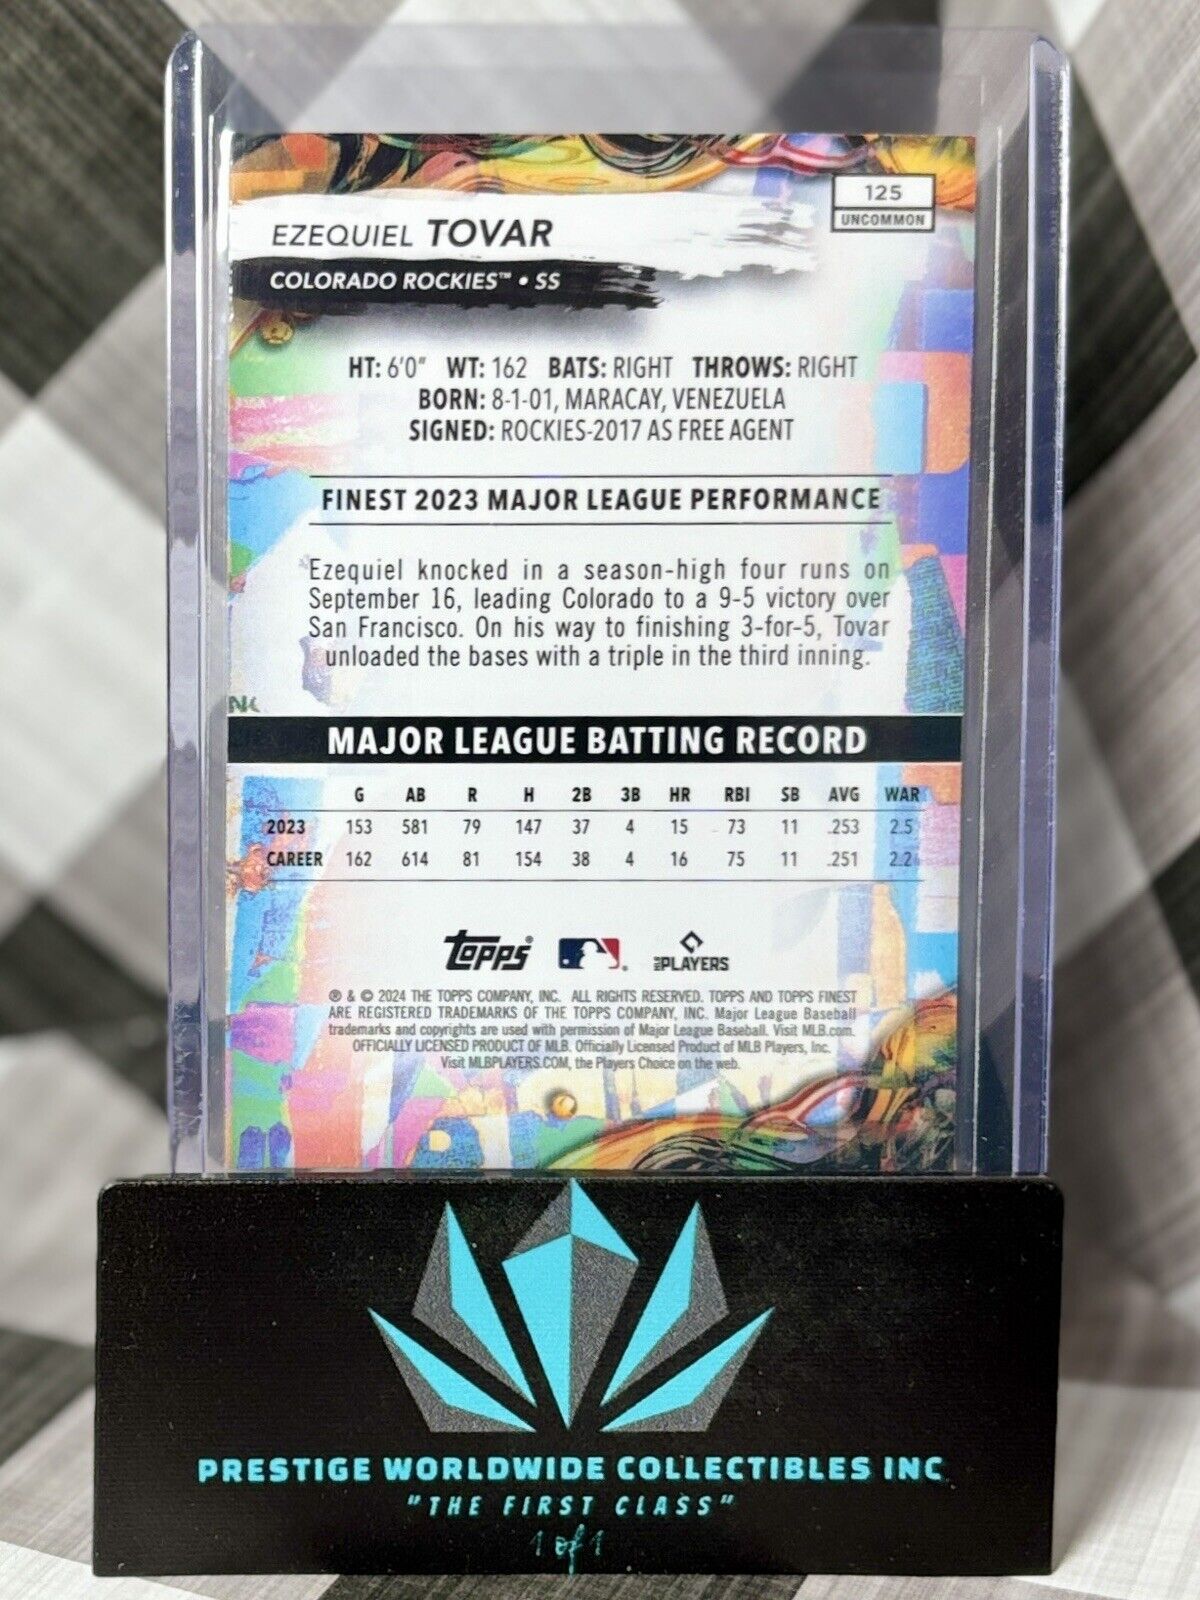 125
UNCOMMON
EZEQUIEL TOVAR
COLORADO ROCKIES™ • SS
HT: 6'0" WT: 162 BATS: RIGHT THROWS: RIGHT
BORN: 8-1-01, MARACAY, VENEZUELA
SIGNED: ROCKIES-2017 AS FREE AGENT
FINEST 2023 MAJOR LEAGUE PERFORMANCE
Ezequiel knocked in a season-high four runs on
September 16, leading Colorado to a 9-5 victory over
San Francisco. On his way to finishing 3-for-5, Tovar
unloaded the bases with a triple in the third inning.
MAJOR LEAGUE BATTING RECORD
G AB R H 2B 3B HR RBI SB AVG WAR
2023 153 581 79 147 37 4 15 73 11 .253 2.5
CAREER 162 614 81 154 38 4 16 75 11 .251 2.2
Topps® MLB PLAYERS
® & © 2024 THE TOPPS COMPANY, INC. ALL RIGHTS RESERVED. TOPPS AND TOPPS FINEST
ARE REGISTERED TRADEMARKS OF THE TOPPS COMPANY, INC. Major League Baseball
trademarks and copyrights are used with permission of Major League Baseball. Visit MLB.com.
OFFICIALLY LICENSED PRODUCT OF MLB. Officially Licensed Product of MLB Players, Inc.
Visit MLBPLAYERS.COM, the Players Choice on the web.
PRESTIGE WORLDWIDE COLLECTIBLES INC
"THE FIRST CLASS"
1 of 1